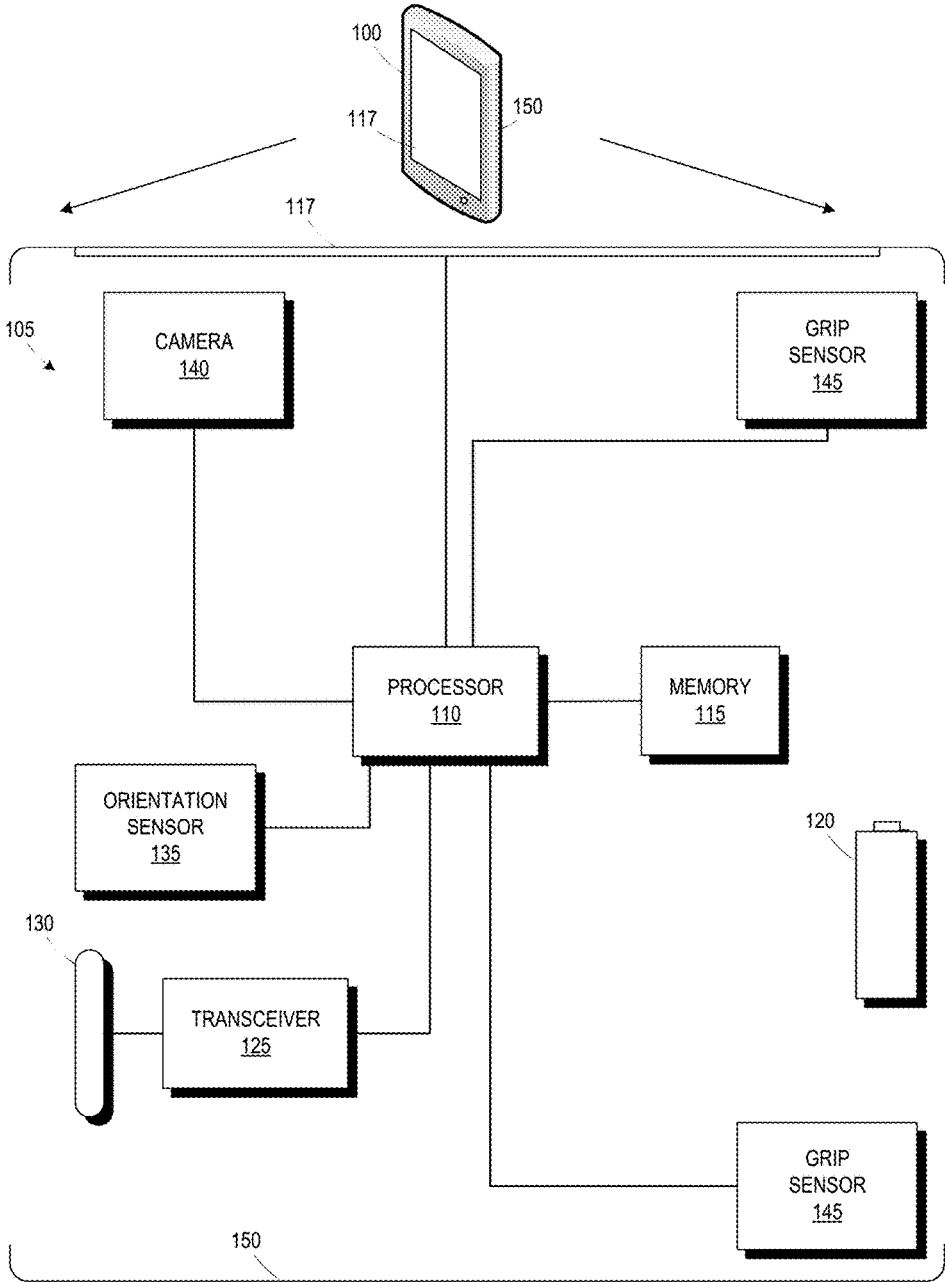 100
150
117
117
105
CAMERA
140
GRIP
SENSOR
145
PROCESSOR
110
MEMORY
115
ORIENTATION
SENSOR
135
120
130
TRANSCEIVER
125
GRIP
SENSOR
145
150